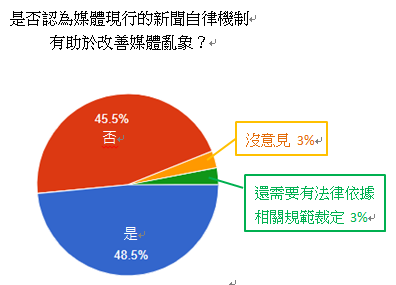 是否認為媒體現行的新聞自律機制
有助於改善媒體亂象？
45.5%
否
沒意見 3%
還需要有法律依據
相關規範裁定 3%
是
48.5%